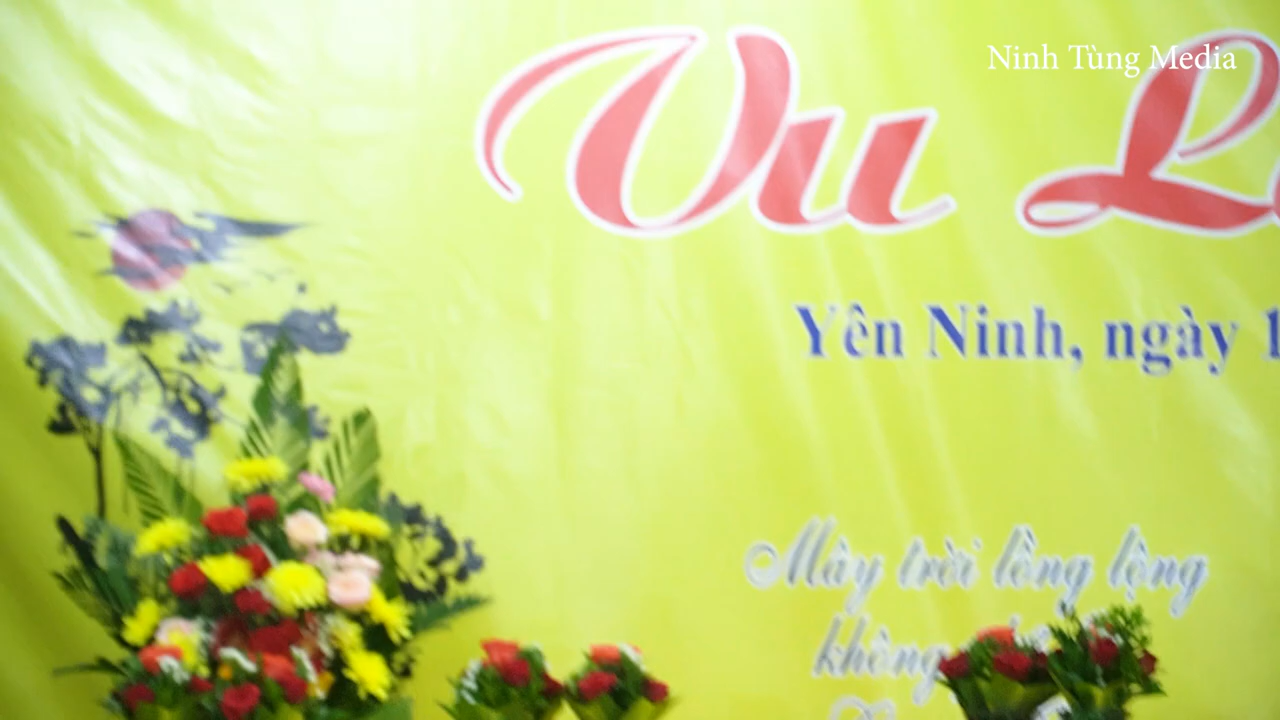 Ninh Tùng Media
Vu L
Yên Ninh, ngày 1
Mây trời lồng lộng
không